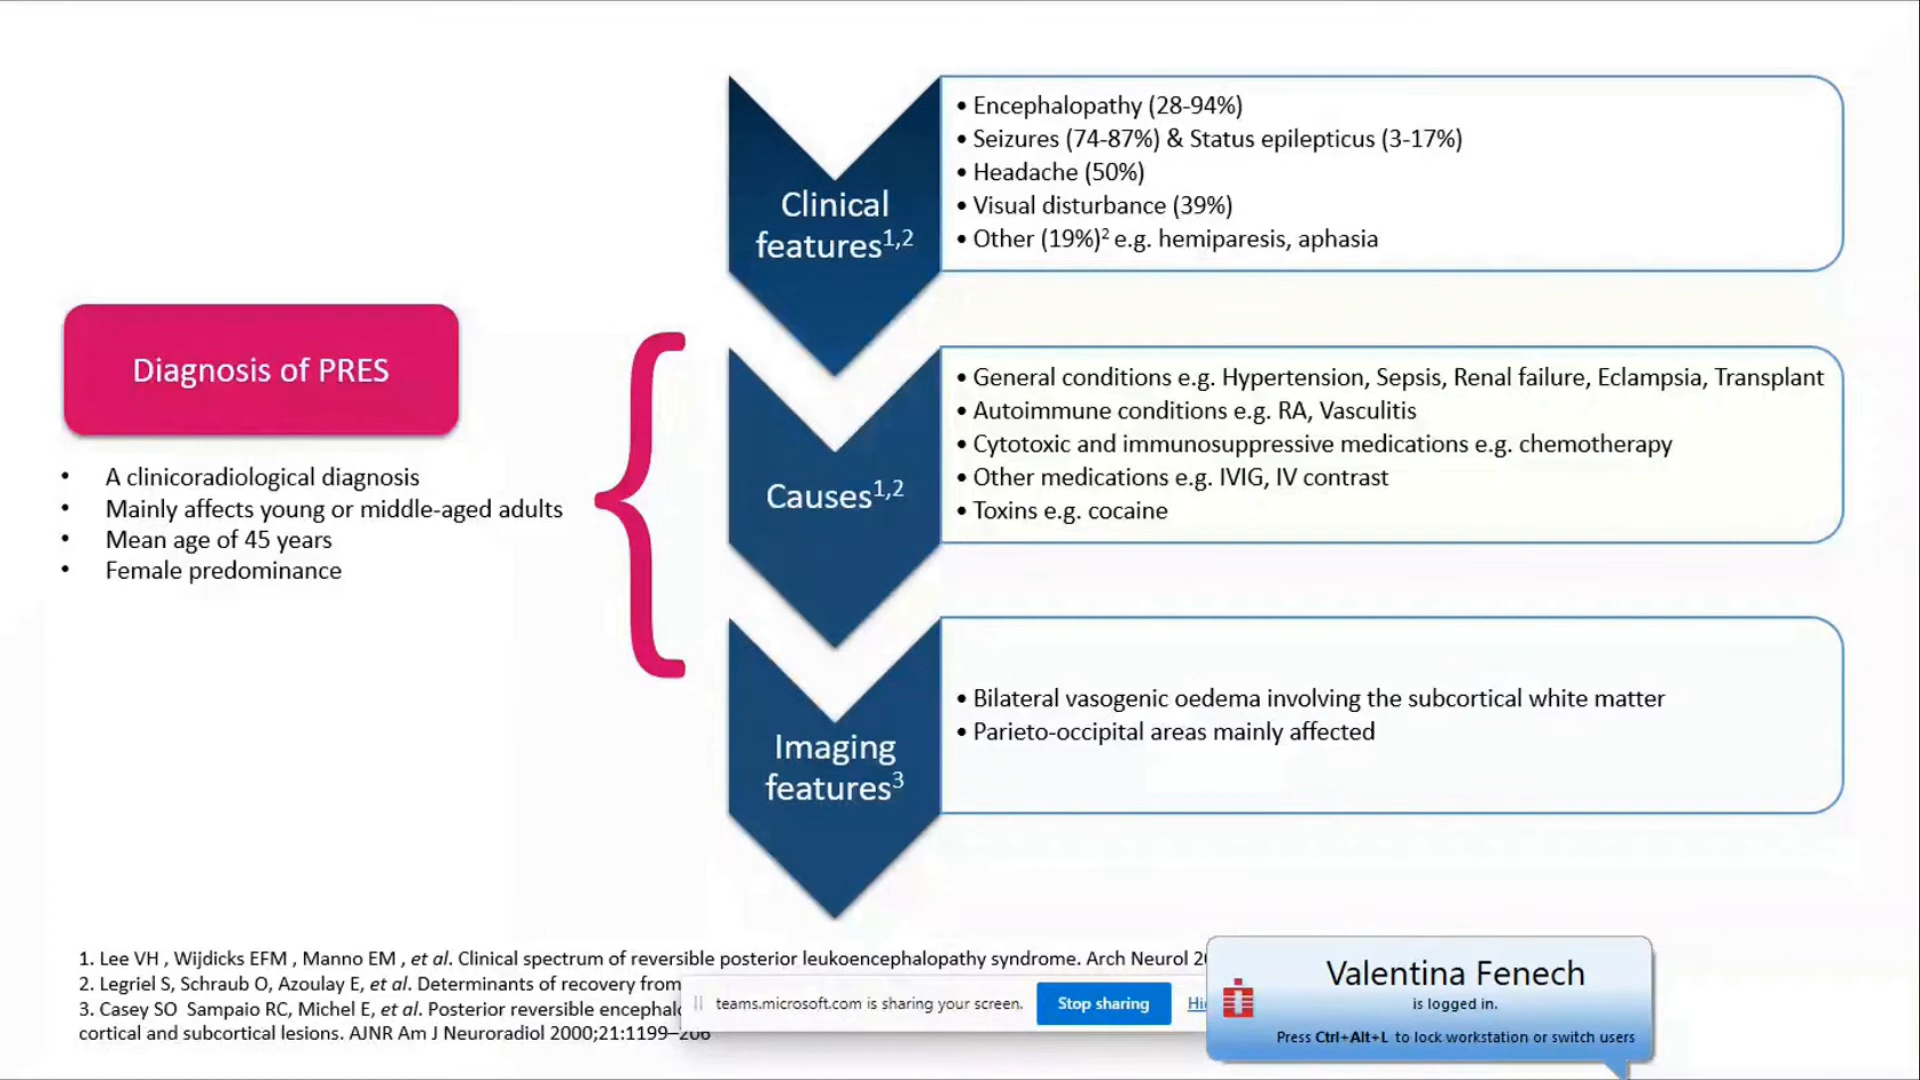 Diagnosis of PRES
• A clinicoradiological diagnosis
• Mainly affects young or middle-aged adults
• Mean age of 45 years
• Female predominance
Clinical
features1,2
• Encephalopathy (28-94%)
• Seizures (74-87%) & Status epilepticus (3-17%)
• Headache (50%)
• Visual disturbance (39%)
• Other (19%)2 e.g. hemiparesis, aphasia
Causes1,2
• General conditions e.g. Hypertension, Sepsis, Renal failure, Eclampsia, Transplant
• Autoimmune conditions e.g. RA, Vasculitis
• Cytotoxic and immunosuppressive medications e.g. chemotherapy
• Other medications e.g. IVIG, IV contrast
• Toxins e.g. cocaine
Imaging
features3
• Bilateral vasogenic oedema involving the subcortical white matter
• Parieto-occipital areas mainly affected
1. Lee VH , Wijdicks EFM , Manno EM , et al. Clinical spectrum of reversible posterior leukoencephalopathy syndrome. Arch Neurol
2. Legriel S, Schraub O, Azoulay E, et al. Determinants of recovery from
3. Casey SO Sampaio RC, Michel E, et al. Posterior reversible
cortical and subcortical lesions. AJNR Am J Neuroradiol 2000;21:1199–206
teams.microsoft.com is sharing your screen.
Stop sharing
Valentina Fenech
is logged in.
Press Ctrl+Alt+L to lock workstation or switch users